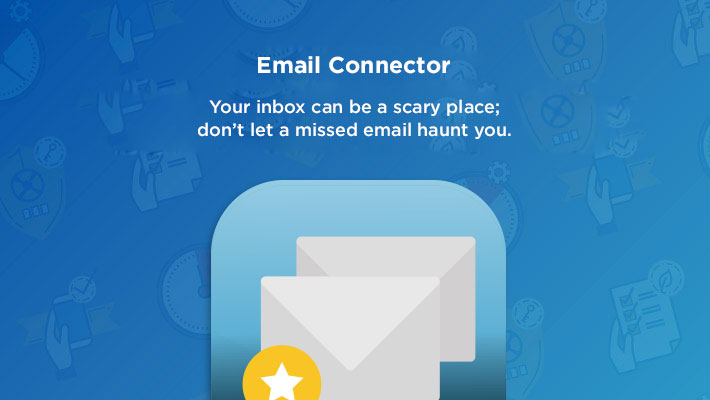 Email Connector
Your inbox can be a scary place;
don’t let a missed email haunt you.